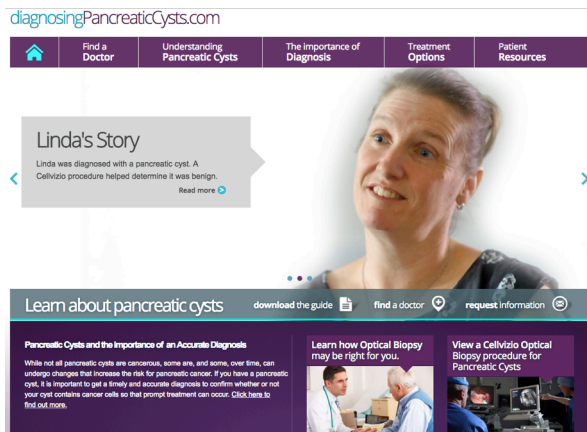 diagnosingPancreaticCysts.com
Find a
Doctor
Understanding
Pancreatic Cysts
The importance of
Diagnosis
Treatment
Options
Patient
Resources
Linda's Story
Linda was diagnosed with a pancreatic cyst. A
Cellvizio procedure helped determine it was benign.
Read more
Learn about pancreatic cysts
download the guide
find a doctor
request information
Pancreatic Cysts and the Importance of an Accurate Diagnosis
While not all pancreatic cysts are cancerous, some are, and some, over time, can
undergo changes that increase the risk for pancreatic cancer. If you have a pancreatic
cyst, it is important to get a timely and accurate diagnosis to confirm whether or not
your cyst contains cancer cells so that prompt treatment can occur. Click here to
find out more.
Learn how Optical Biopsy
may be right for you.
View a Cellvizio Optical
Biopsy procedure for
Pancreatic Cysts